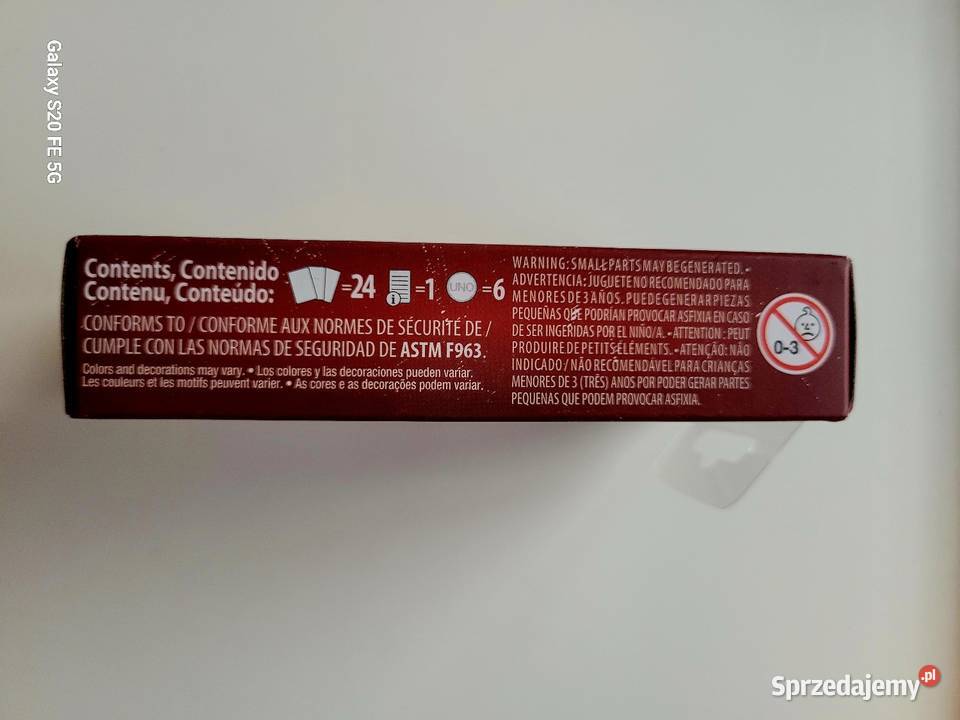 Galaxy S20 FE 5G
Contents, Contenido
Contenu, Conteúdo:
=24
=1
UNO
=6
CONFORMS TO / CONFORME AUX NORMES DE SÉCURITÉ DE /
CUMPLE CON LAS NORMAS DE SEGURIDAD DE ASTM F963.
Colors and decorations may vary. • Los colores y las decoraciones pueden variar.
Les couleurs et les motifs peuvent varier. • As cores e as decorações podem variar.
WARNING: SMALL PARTS MAY BE GENERATED. •
ADVERTENCIA: JUGUETE NO RECOMENDADO PARA
MENORES DE 3 AÑOS. PUEDE GENERAR PIEZAS
PEQUEÑAS QUE PODRÍAN PROVOCAR ASFIXIA EN CASO
DE SER INGERIDAS POR EL NIÑO/A. • ATTENTION : PEUT
PRODUIRE DE PETITS ÉLÉMENTS. • ATENÇÃO: NÃO
INDICADO / NÃO RECOMENDÁVEL PARA CRIANÇAS
MENORES DE 3 (TRÊS) ANOS POR PODER GERAR PARTES
PEQUENAS QUE PODEM PROVOCAR ASFIXIA.
0-3
Sprzedajemy.pl